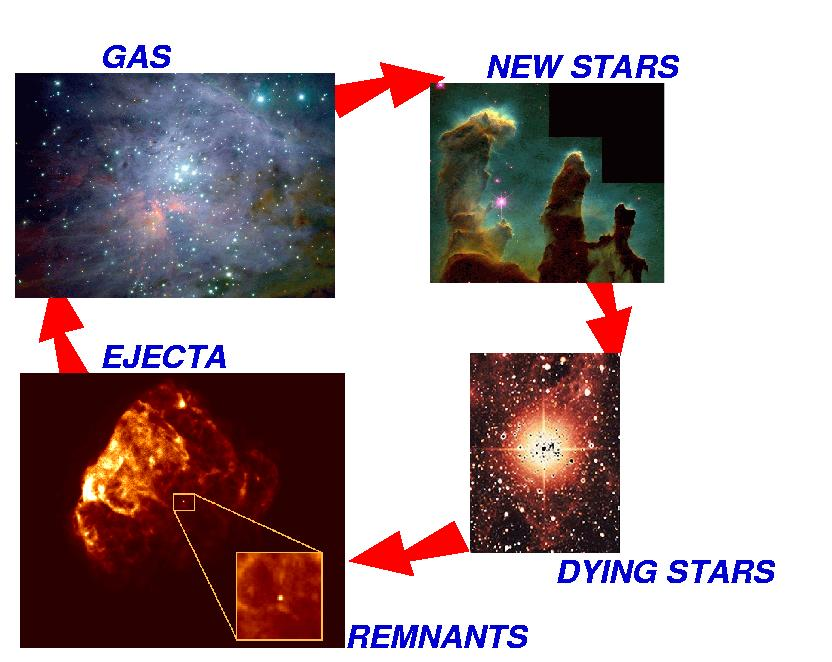 GAS
NEW STARS
EJECTA
DYING STARS
REMNANTS